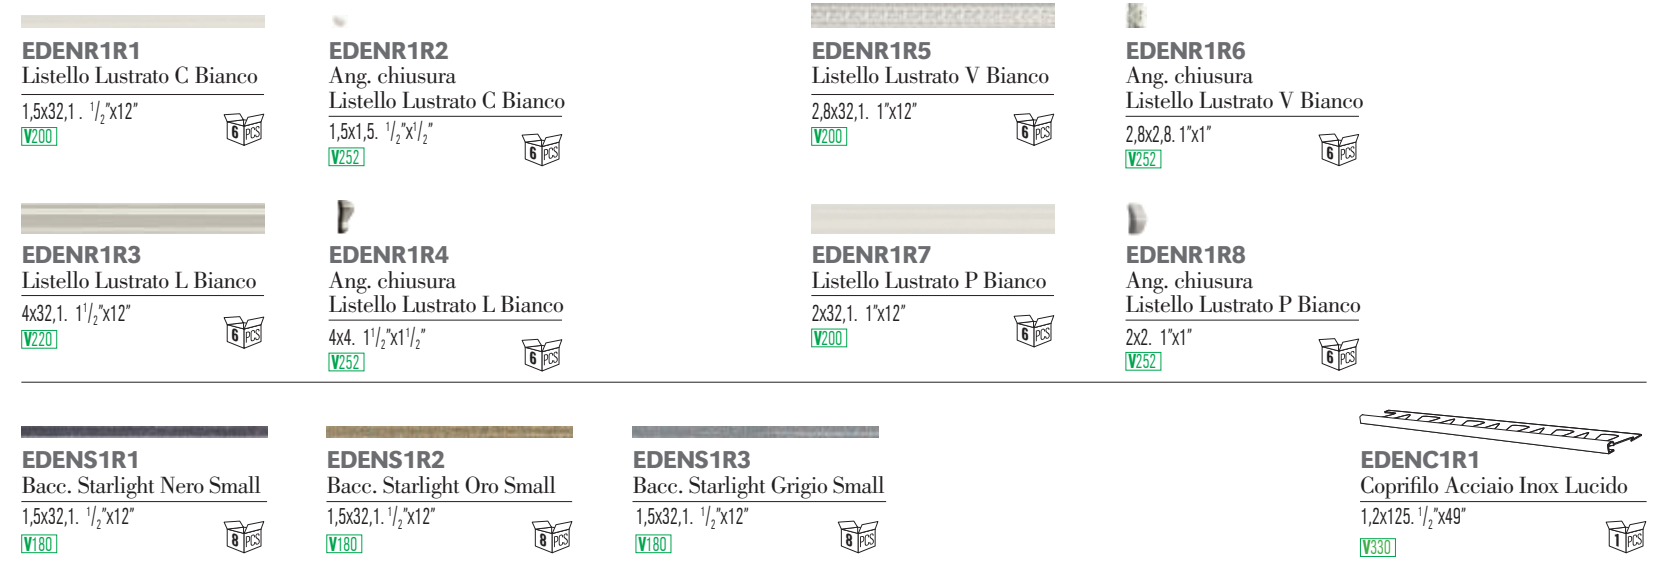 EDENR1R1
Listello Lustrato C Bianco
1,5x32,1. 1/2”x12”
V200
6 PCS
EDENR1R2
Ang. chiusura
Listello Lustrato C Bianco
1,5x1,5. 1/2”x1/2”
V252
6 PCS
EDENR1R5
Listello Lustrato V Bianco
2,8x32,1. 1”x12”
V200
6 PCS
EDENR1R6
Ang. chiusura
Listello Lustrato V Bianco
2,8x2,8. 1”x1”
V252
6 PCS
EDENR1R3
Listello Lustrato L Bianco
4x32,1. 1 1/2”x12”
V220
6 PCS
EDENR1R4
Ang. chiusura
Listello Lustrato L Bianco
4x4. 1 1/2”x1 1/2”
V252
6 PCS
EDENR1R7
Listello Lustrato P Bianco
2x32,1. 1”x12”
V200
6 PCS
EDENR1R8
Ang. chiusura
Listello Lustrato P Bianco
2x2. 1”x1”
V252
6 PCS
EDENS1R1
Bacc. Starlight Nero Small
1,5x32,1. 1/2”x12”
V180
8 PCS
EDENS1R2
Bacc. Starlight Oro Small
1,5x32,1. 1/2”x12”
V180
8 PCS
EDENS1R3
Bacc. Starlight Grigio Small
1,5x32,1. 1/2”x12”
V180
8 PCS
EDENC1R1
Coprifilo Acciaio Inox Lucido
1,2x125. 1/2”x49”
V330
1 PCS